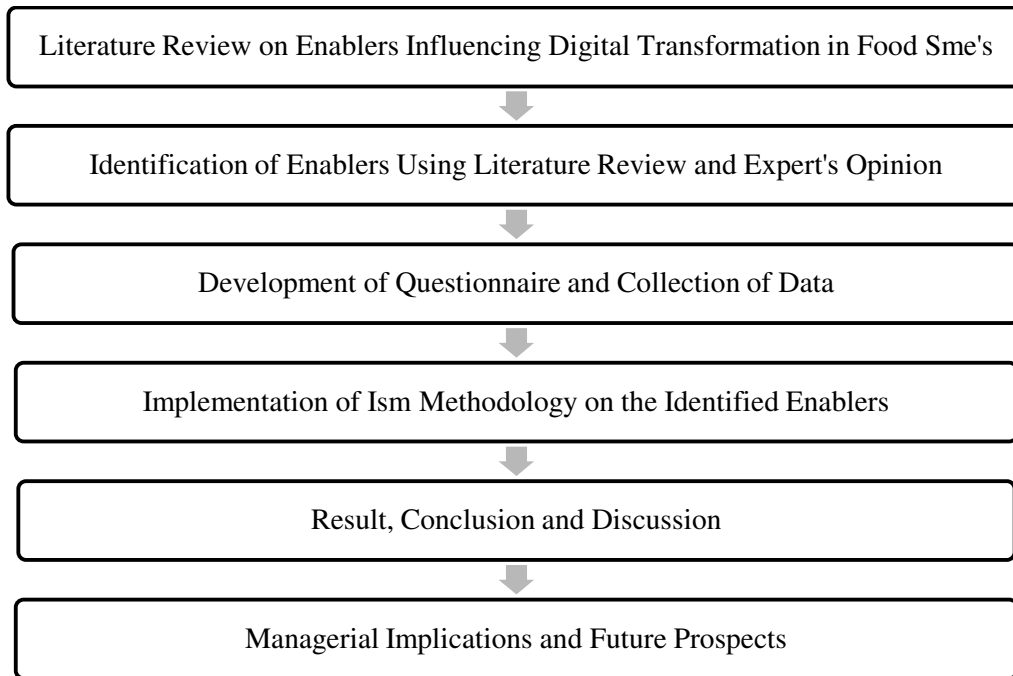 Literature Review on Enablers Influencing Digital Transformation in Food Sme's
Identification of Enablers Using Literature Review and Expert's Opinion
Development of Questionnaire and Collection of Data
Implementation of Ism Methodology on the Identified Enablers
Result, Conclusion and Discussion
Managerial Implications and Future Prospects